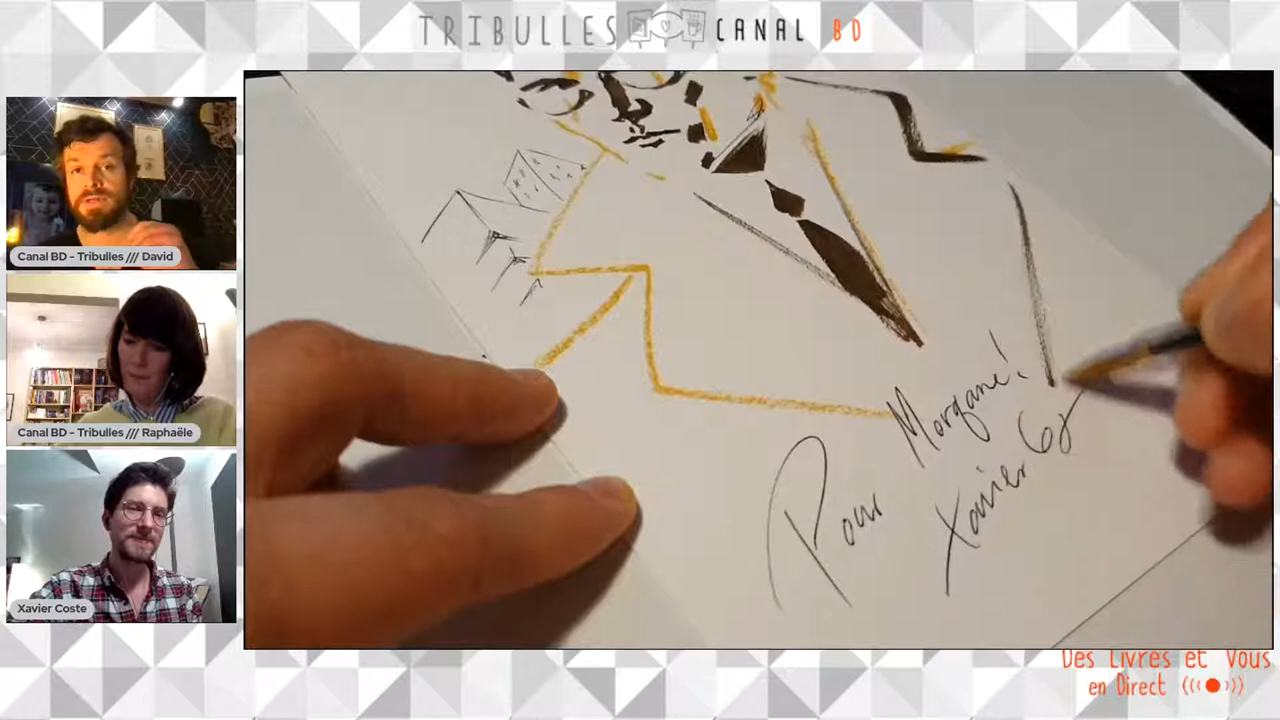 TRIBULLES CANAL BD
Canal BD - Tribulles /// David
Canal BD - Tribulles /// Raphaële
Xavier Coste
Pour Morgane!
Xavier
Des Livres et Vous
en Direct